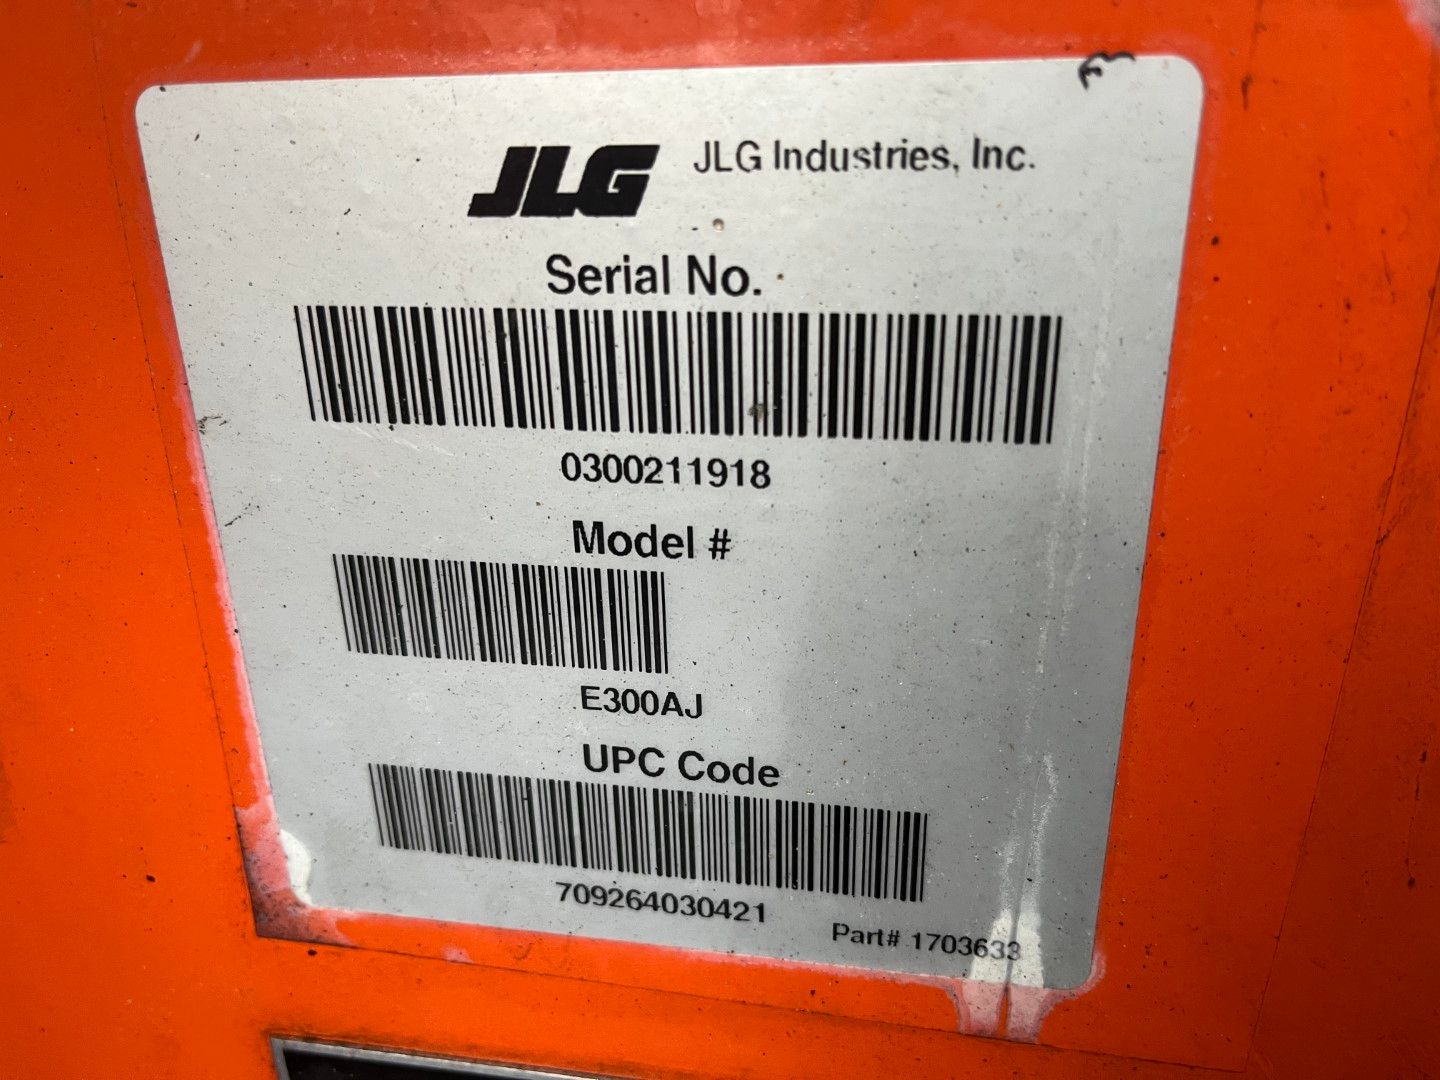 JLG JLG Industries, Inc.
Serial No.
0300211918
Model #
E300AJ
UPC Code
709264030421
Part# 1703633